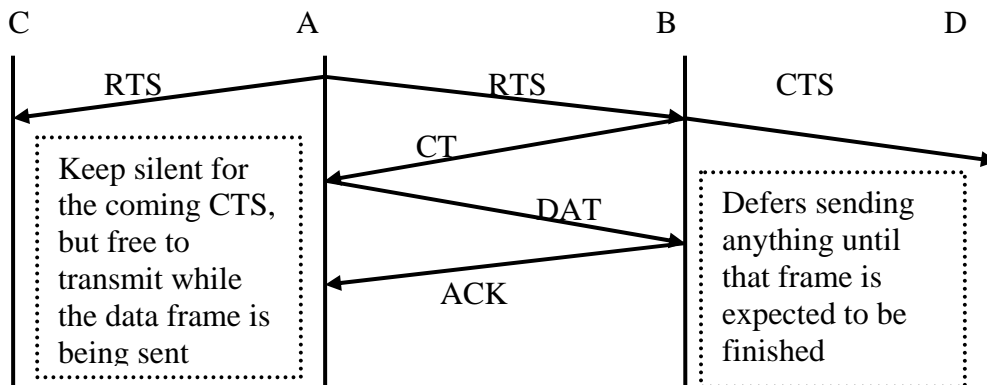 C A B D
RTS RTS CTS
CT
DAT
ACK
Keep silent for
the coming CTS,
but free to
transmit while
the data frame is
being sent
Defers sending
anything until
that frame is
expected to be
finished